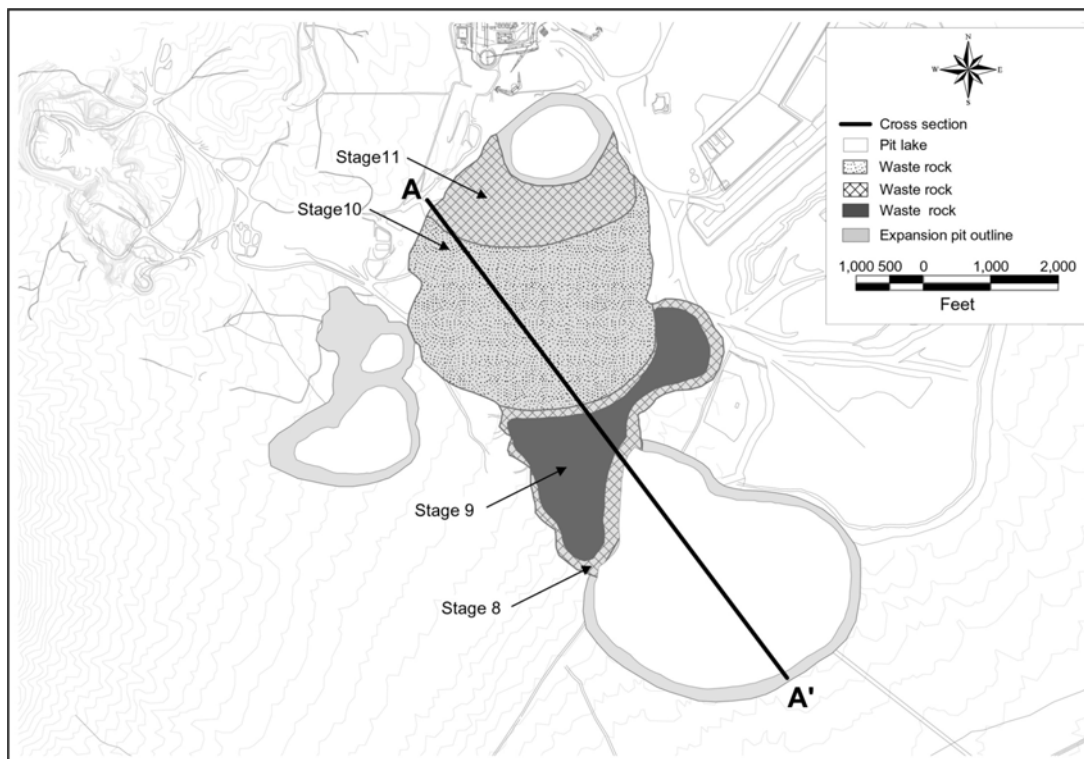 N
W E
S
Cross section
Pit lake
Waste rock
Waste rock
Waste rock
Expansion pit outline
1,000 500 0 1,000 2,000
Feet
Stage11
A
Stage10
Stage 9
Stage 8
A'